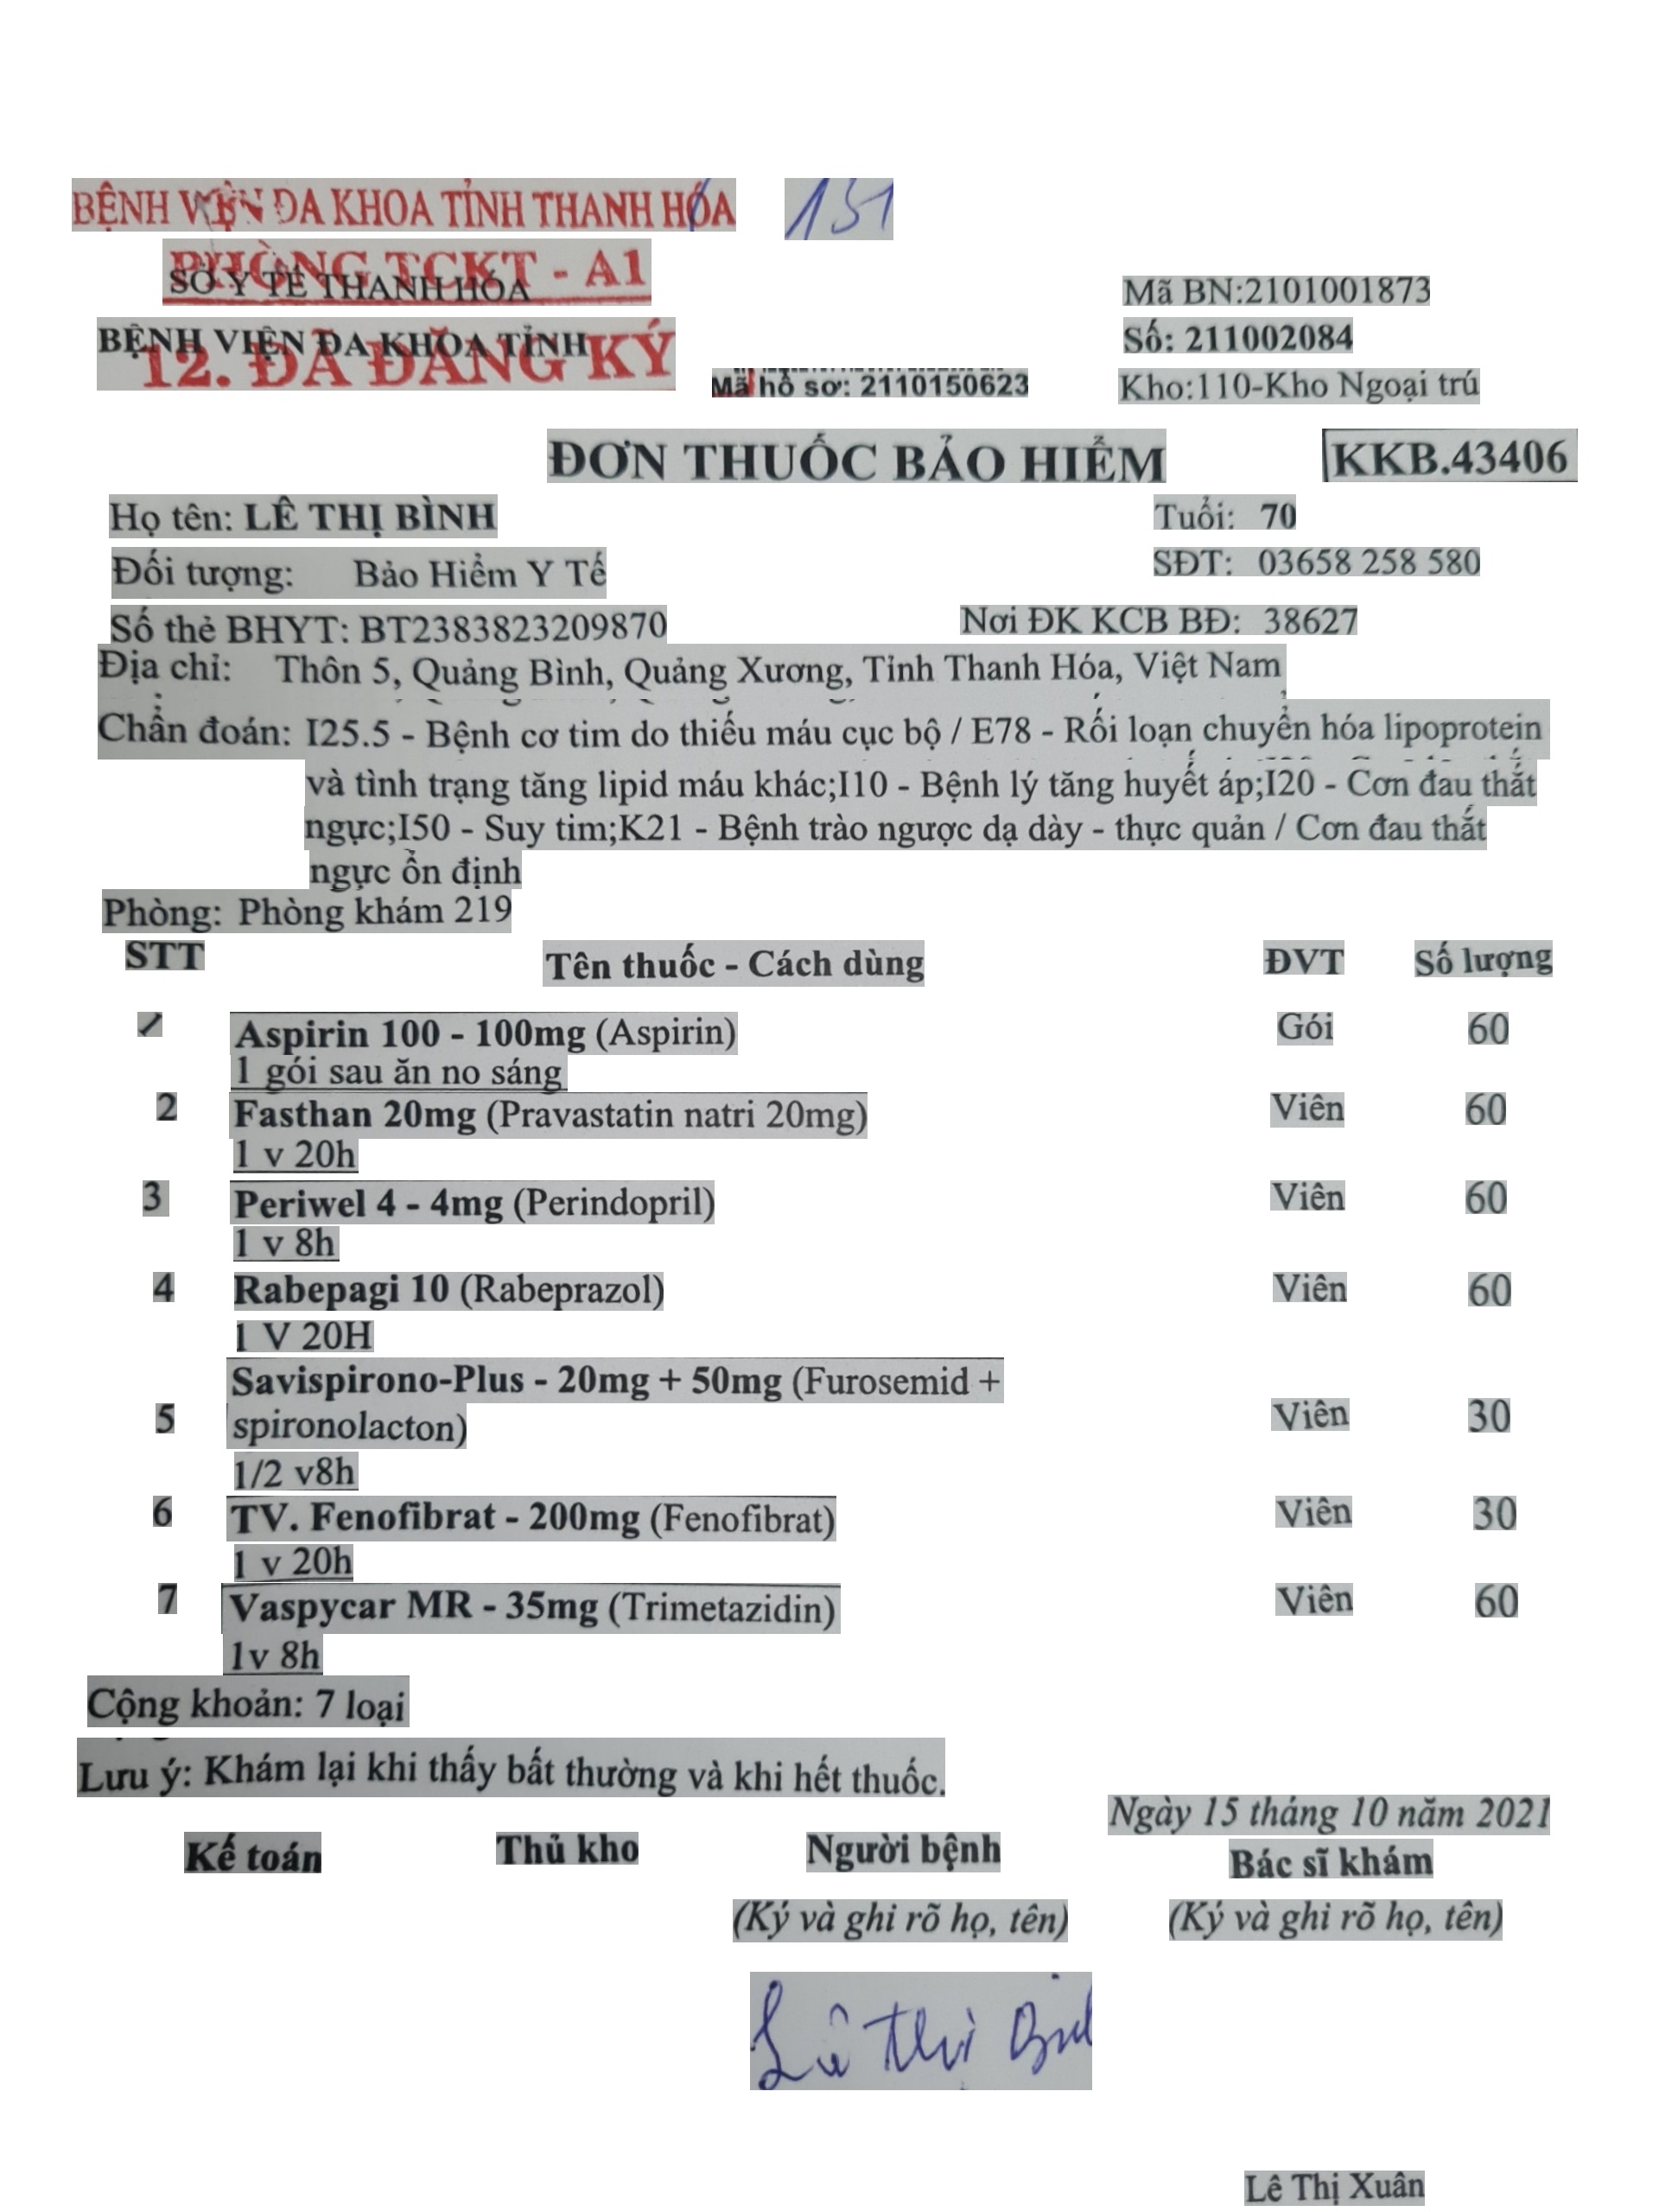 BỆNH VIỆN ĐA KHOA TỈNH THANH HÓA 151
PHÒNG TCKT - A1
SỞ Y TẾ THANH HÓA
Mã BN:2101001873
BỆNH VIỆN ĐA KHOA TỈNH
12. ĐÃ ĐĂNG KÝ
Số: 211002084
Mã hồ sơ: 2110150623
Kho:110-Kho Ngoại trú
ĐƠN THUỐC BẢO HIỂM
KKB.43406
Họ tên: LÊ THỊ BÌNH Tuổi: 70
Đối tượng: Bảo Hiểm Y Tế SĐT: 03658 258 580
Số thẻ BHYT: BT2383823209870 Nơi ĐK KCB BĐ: 38627
Địa chỉ: Thôn 5, Quảng Bình, Quảng Xương, Tỉnh Thanh Hóa, Việt Nam
Chẩn đoán: I25.5 - Bệnh cơ tim do thiếu máu cục bộ / E78 - Rối loạn chuyển hóa lipoprotein
và tình trạng tăng lipid máu khác;I10 - Bệnh lý tăng huyết áp;I20 - Cơn đau thắt
ngực;I50 - Suy tim;K21 - Bệnh trào ngược dạ dày - thực quản / Cơn đau thắt
ngực ổn định
Phòng: Phòng khám 219
STT Tên thuốc - Cách dùng ĐVT Số lượng
1 Aspirin 100 - 100mg (Aspirin) Gói 60
1 gói sau ăn no sáng
2 Fasthan 20mg (Pravastatin natri 20mg) Viên 60
1 v 20h
3 Periwel 4 - 4mg (Perindopril) Viên 60
1 v 8h
4 Rabepagi 10 (Rabeprazol) Viên 60
1 V 20H
Savispirono-Plus - 20mg + 50mg (Furosemid +
5 spironolacton) Viên 30
1/2 v8h
6 TV. Fenofibrat - 200mg (Fenofibrat) Viên 30
1 v 20h
7 Vaspycar MR - 35mg (Trimetazidin) Viên 60
1v 8h
Cộng khoản: 7 loại
Lưu ý: Khám lại khi thấy bất thường và khi hết thuốc.
Ngày 15 tháng 10 năm 2021
Kế toán Thủ kho Người bệnh Bác sĩ khám
(Ký và ghi rõ họ, tên) (Ký và ghi rõ họ, tên)
Lê Thị Bình
Lê Thị Xuân